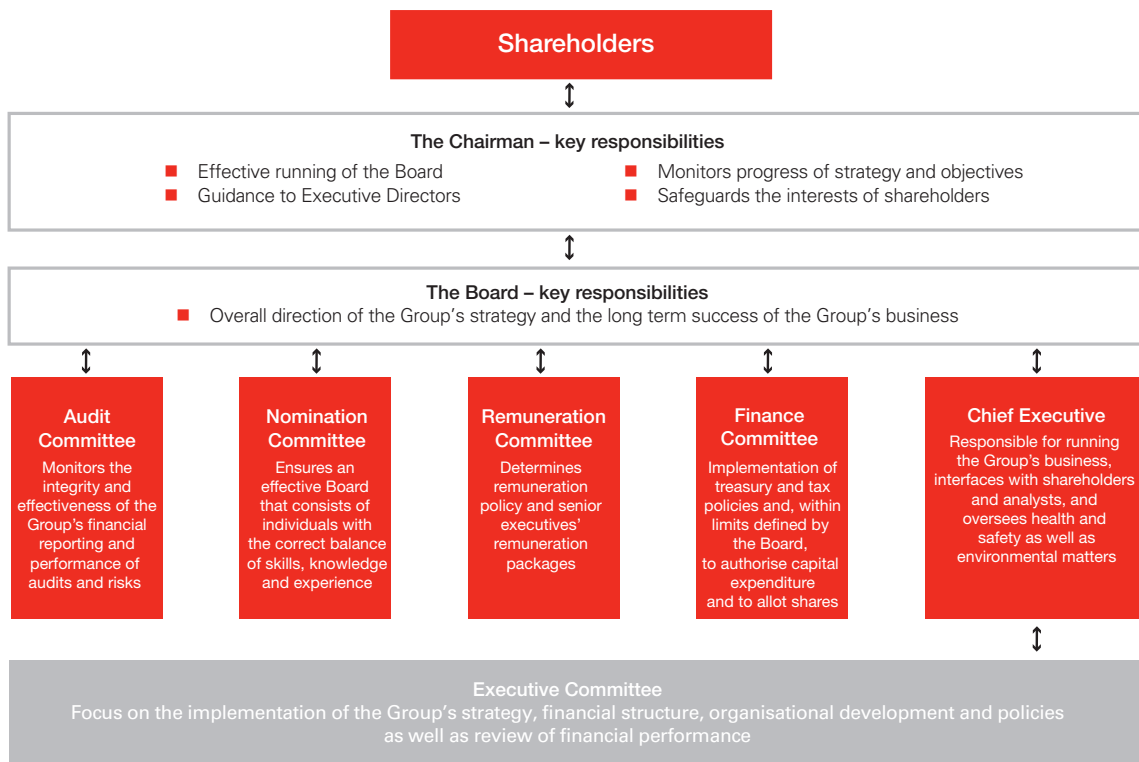 Shareholders
The Chairman – key responsibilities
Effective running of the Board
Guidance to Executive Directors
Monitors progress of strategy and objectives
Safeguards the interests of shareholders
The Board – key responsibilities
Overall direction of the Group's strategy and the long term success of the Group's business
Audit
Committee
Monitors the
integrity and
effectiveness of the
Group's financial
reporting and
performance of
audits and risks
Nomination
Committee
Ensures an
effective Board
that consists of
individuals with
the correct balance
of skills, knowledge
and experience
Remuneration
Committee
Determines
remuneration
policy and senior
executives'
remuneration
packages
Finance
Committee
Implementation of
treasury and tax
policies and, within
limits defined by
the Board,
to authorise capital
expenditure
and to allot shares
Chief Executive
Responsible for running
the Group's business,
interfaces with shareholders
and analysts, and
oversees health and
safety as well as
environmental matters
Executive Committee
Focus on the implementation of the Group's strategy, financial structure, organisational development and policies
as well as review of financial performance